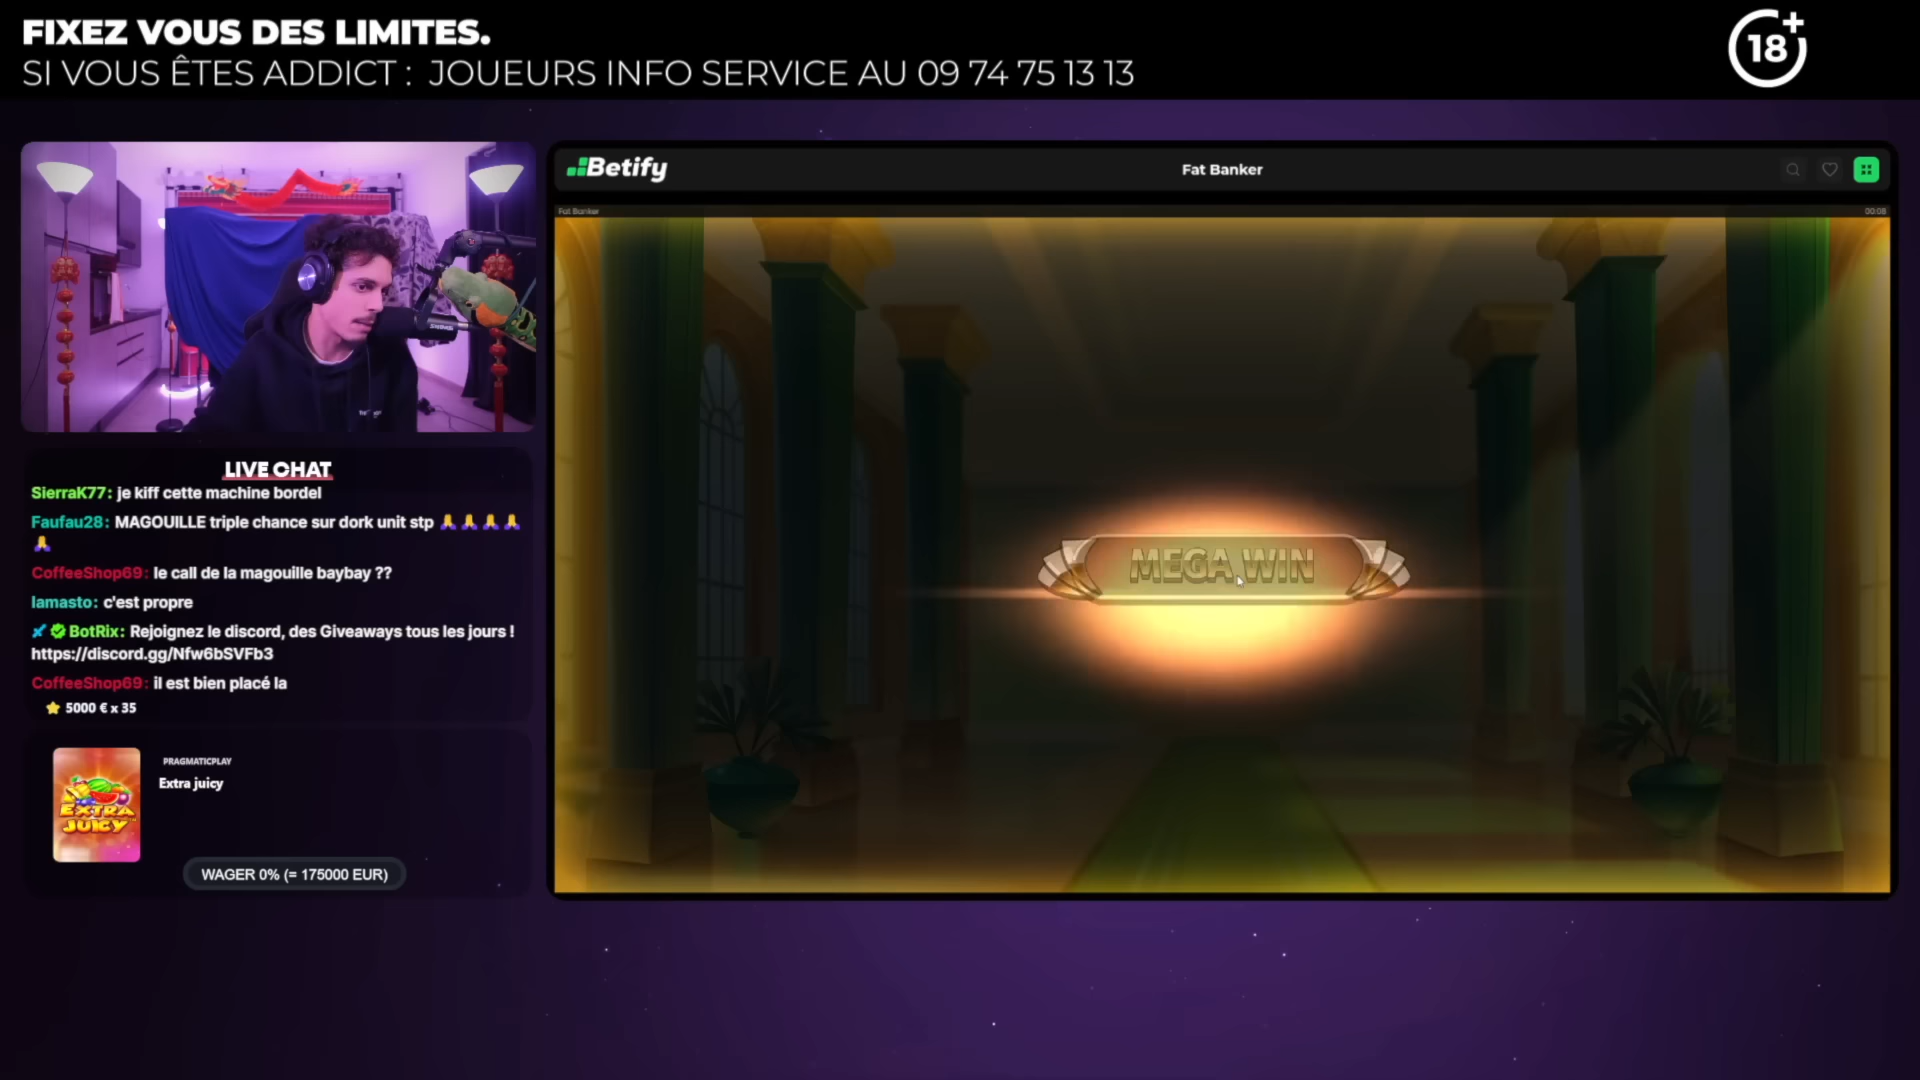 FIXEZ VOUS DES LIMITES.
SI VOUS ÊTES ADDICT : JOUEURS INFO SERVICE AU 09 74 75 13 13
18+
Betify
Fat Banker
Fat Banker
00:08
MEGA WIN
LIVE CHAT
SierraK77: je kiff cette machine bordel
Faufau28: MAGOUILLE triple chance sur dork unit stp 🙏🙏🙏🙏
🙏
CoffeeShop69: le call de la magouille baybay ??
lamasto: c'est propre
BotRix: Rejoignez le discord, des Giveaways tous les jours !
https://discord.gg/Nfw6bSVFb3
CoffeeShop69: il est bien placé la
⭐ 5000 € x 35
PRAGMATICPLAY
Extra juicy
EXTRA
JUICY
WAGER 0% (= 175000 EUR)